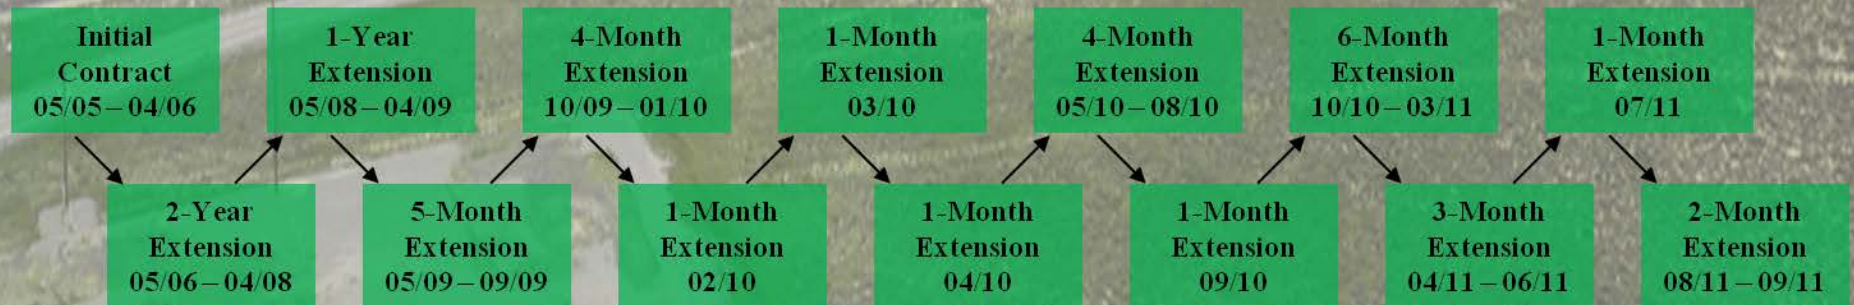 Initial
Contract
05/05 – 04/06
2-Year
Extension
05/06 – 04/08
1-Year
Extension
05/08 – 04/09
5-Month
Extension
05/09 – 09/09
4-Month
Extension
10/09 – 01/10
1-Month
Extension
02/10
1-Month
Extension
03/10
1-Month
Extension
04/10
4-Month
Extension
05/10 – 08/10
1-Month
Extension
09/10
6-Month
Extension
10/10 – 03/11
3-Month
Extension
04/11 – 06/11
1-Month
Extension
07/11
2-Month
Extension
08/11 – 09/11